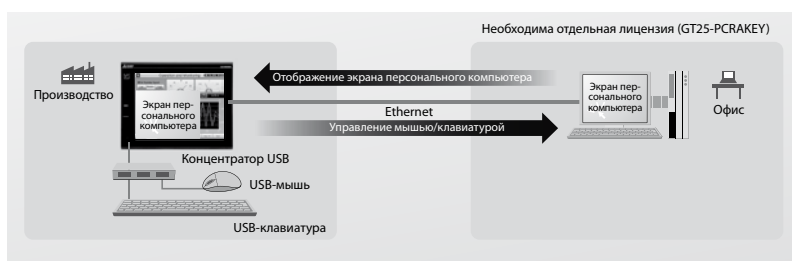 Необходима отдельная лицензия (GT25-PCRAKEY)
Производство
Экран пер-
сонального
компьютера
Отображение экрана персонального компьютера
Ethernet
Управление мышью/клавиатурой
Экран пер-
сонального
компьютера
Офис
Концентратор USB
USB-мышь
USB-клавиатура